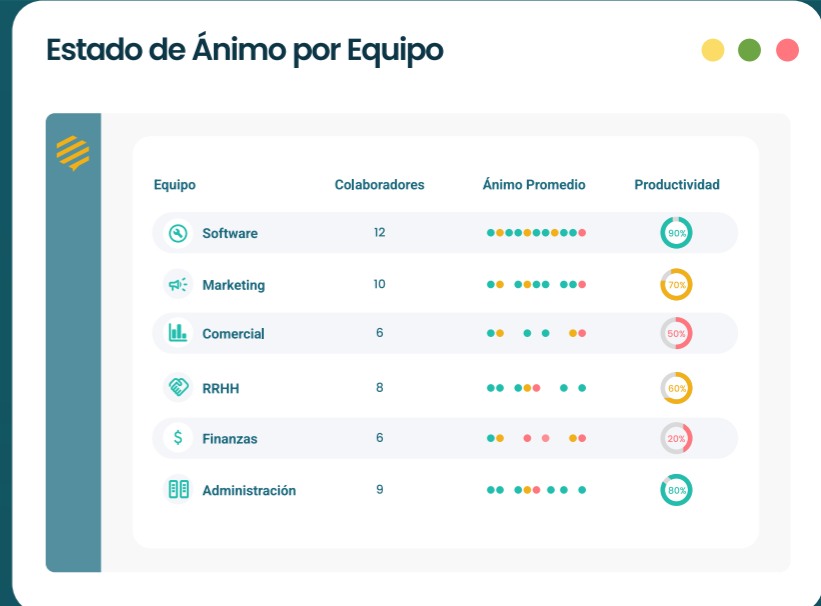 Estado de Ánimo por Equipo
Equipo Colaboradores Ánimo Promedio Productividad
Software 12 90%
Marketing 10 70%
Comercial 6 50%
RRHH 8 60%
$ Finanzas 6 20%
Administración 9 80%